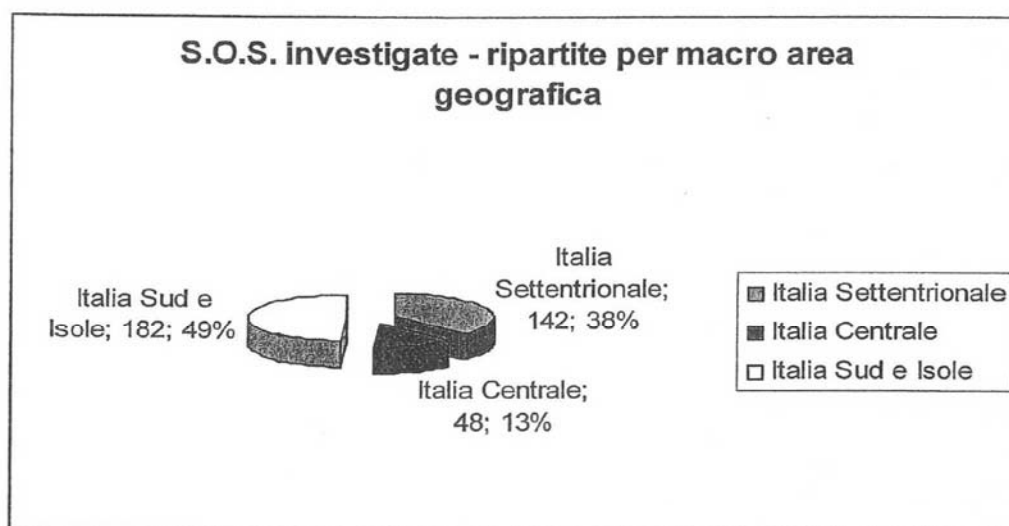 S.O.S. investigate - ripartite per macro area
geografica
Italia
Settentrionale;
142; 38%
Italia Sud e
Isole; 182; 49%
Italia Centrale;
48; 13%
Italia Settentrionale
Italia Centrale
Italia Sud e Isole